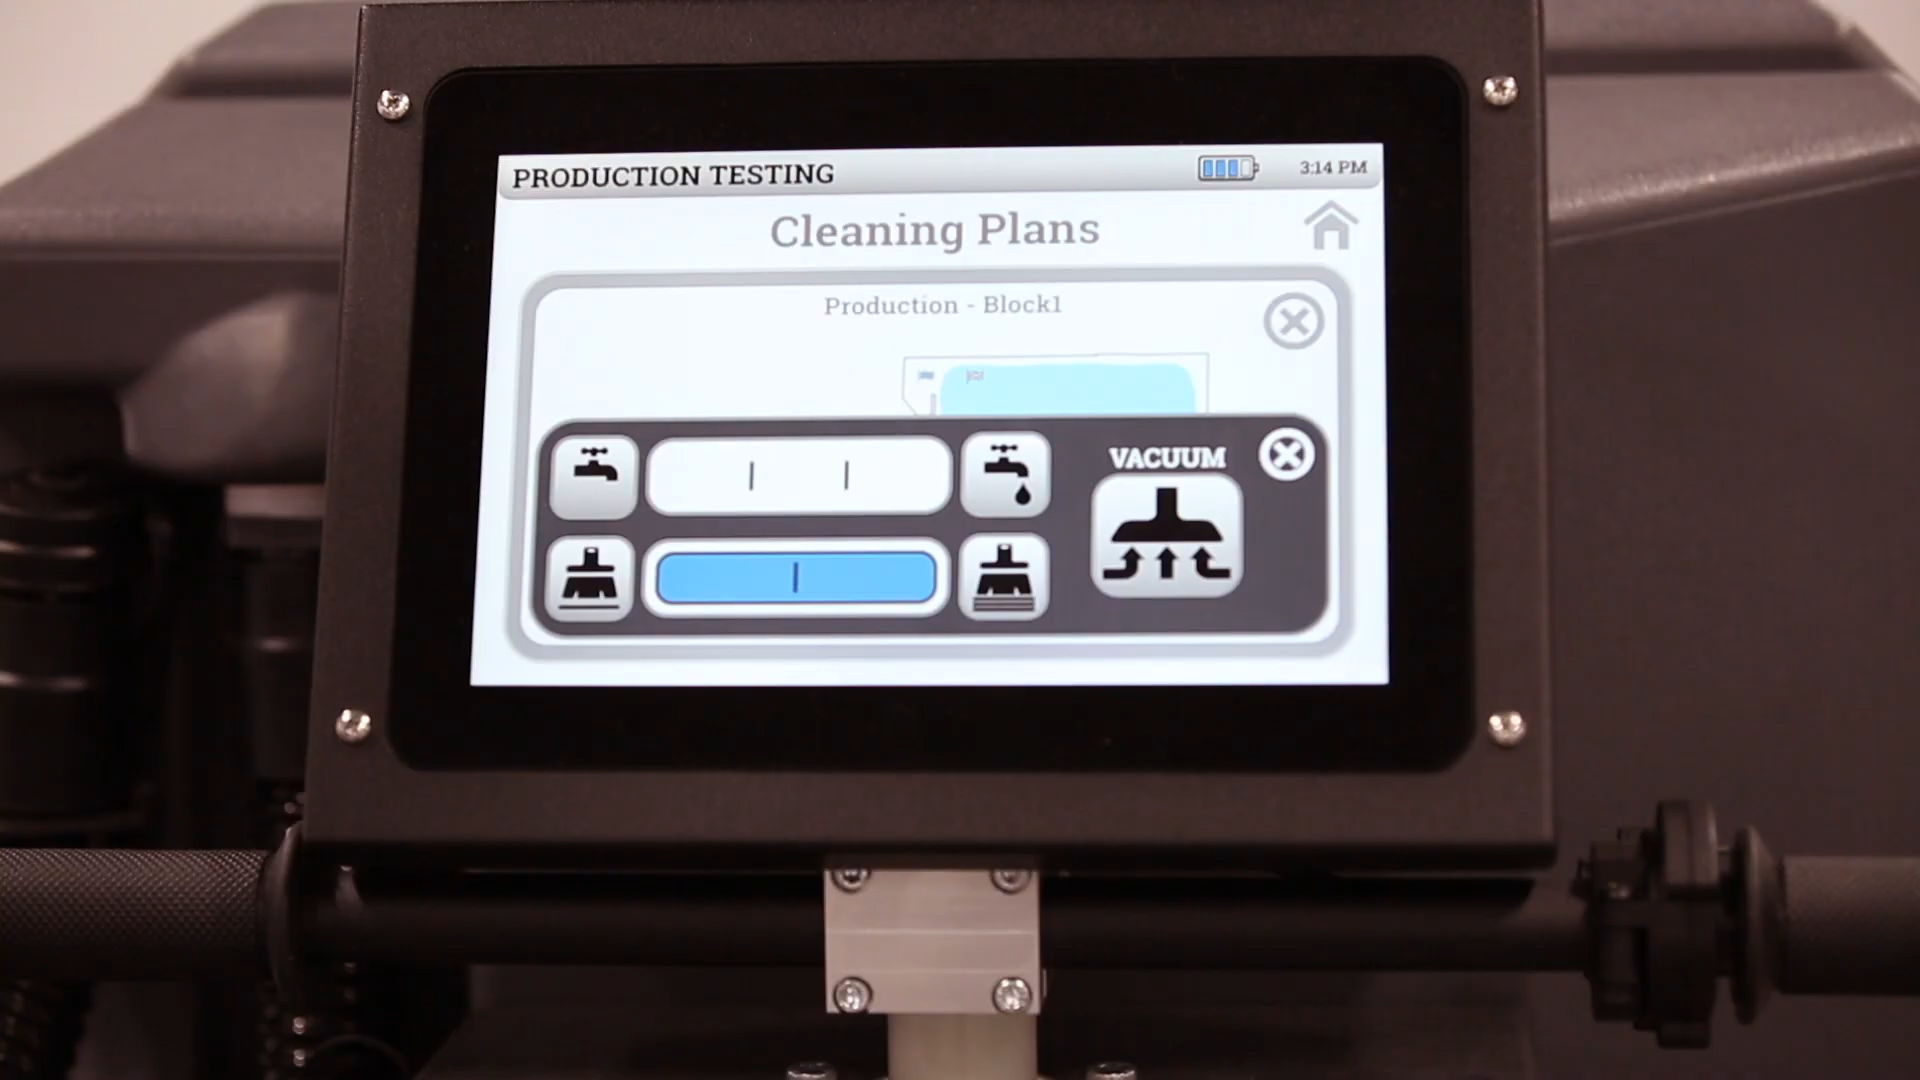 PRODUCTION TESTING
3:14 PM
Cleaning Plans
Production - Block1
VACUUM